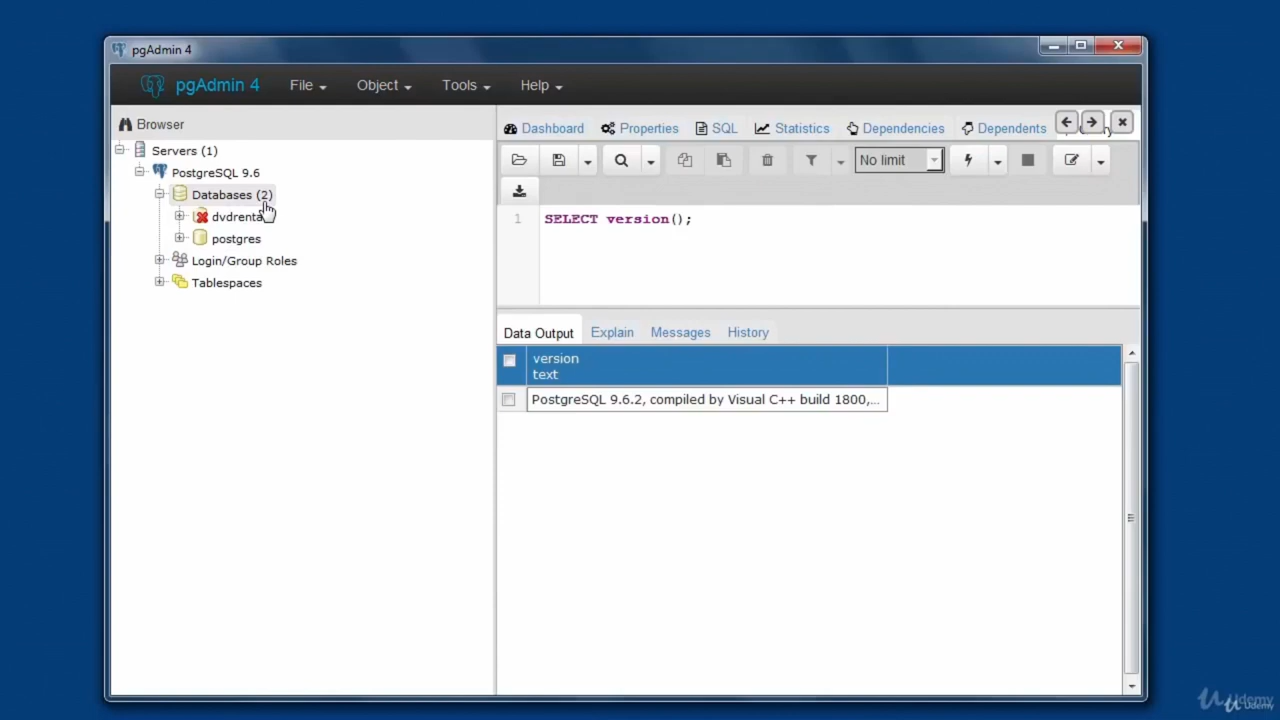 pgAdmin 4
pgAdmin 4 File Object Tools Help
Browser
Servers (1)
PostgreSQL 9.6
Databases (2)
dvdrenta
postgres
Login/Group Roles
Tablespaces
Dashboard Properties SQL Statistics Dependencies Dependents
No limit
1 SELECT version();
Data Output Explain Messages History
version
text
PostgreSQL 9.6.2, compiled by Visual C++ build 1800,...
Udemy